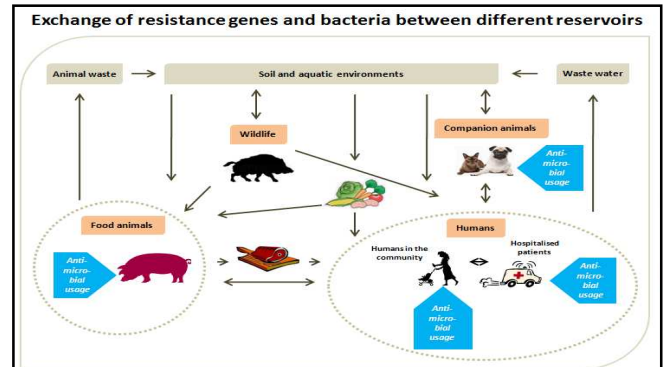 Exchange of resistance genes and bacteria between different reservoirs
Animal waste
Soil and aquatic environments
Waste water
Wildlife
Companion animals
Anti-
micro-
bial
usage
Food animals
Anti-
micro-
bial
usage
Humans
Humans in the
community
Hospitalised
patients
Anti-
micro-
bial
usage
Anti-
micro-
bial
usage